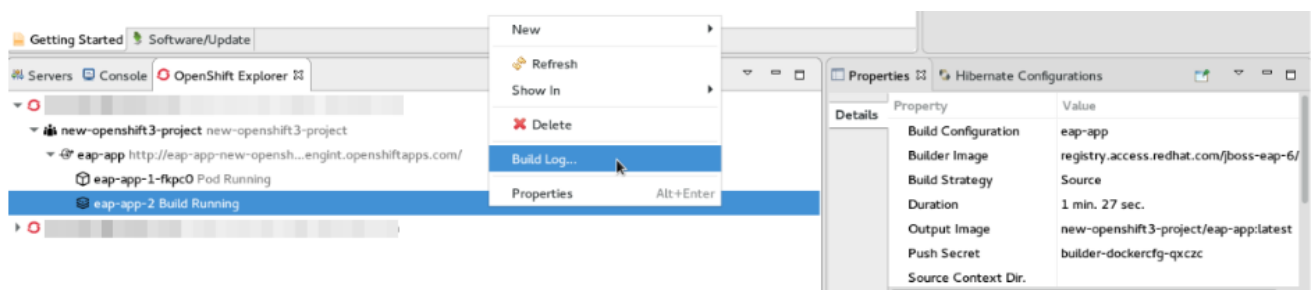 Getting Started Software/Update
Servers Console OpenShift Explorer
new-openshift3-project new-openshift3-project
eap-app http://eap-app-new-opensh...engint.openshiftapps.com/
eap-app-1-fkpc0 Pod Running
eap-app-2 Build Running
New
Refresh
Show In
Delete
Build Log...
Properties Alt+Enter
Properties Hibernate Configurations
Details
Property Value
Build Configuration eap-app
Builder Image registry.access.redhat.com/jboss-eap-6/
Build Strategy Source
Duration 1 min. 27 sec.
Output Image new-openshift3-project/eap-app:latest
Push Secret builder-dockercfg-qxczc
Source Context Dir.